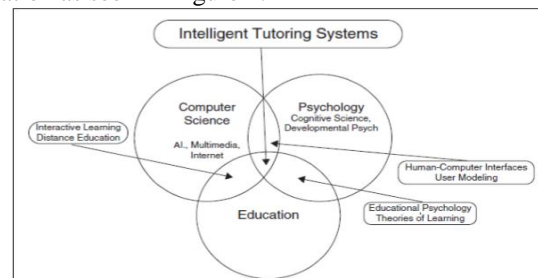 Intelligent Tutoring Systems
Computer
Science
AI., Multimedia,
Internet
Psychology
Cognitive Science,
Developmental Psych
Interactive Learning
Distance Education
Human-Computer Interfaces
User Modeling
Educational Psychology
Theories of Learning
Education